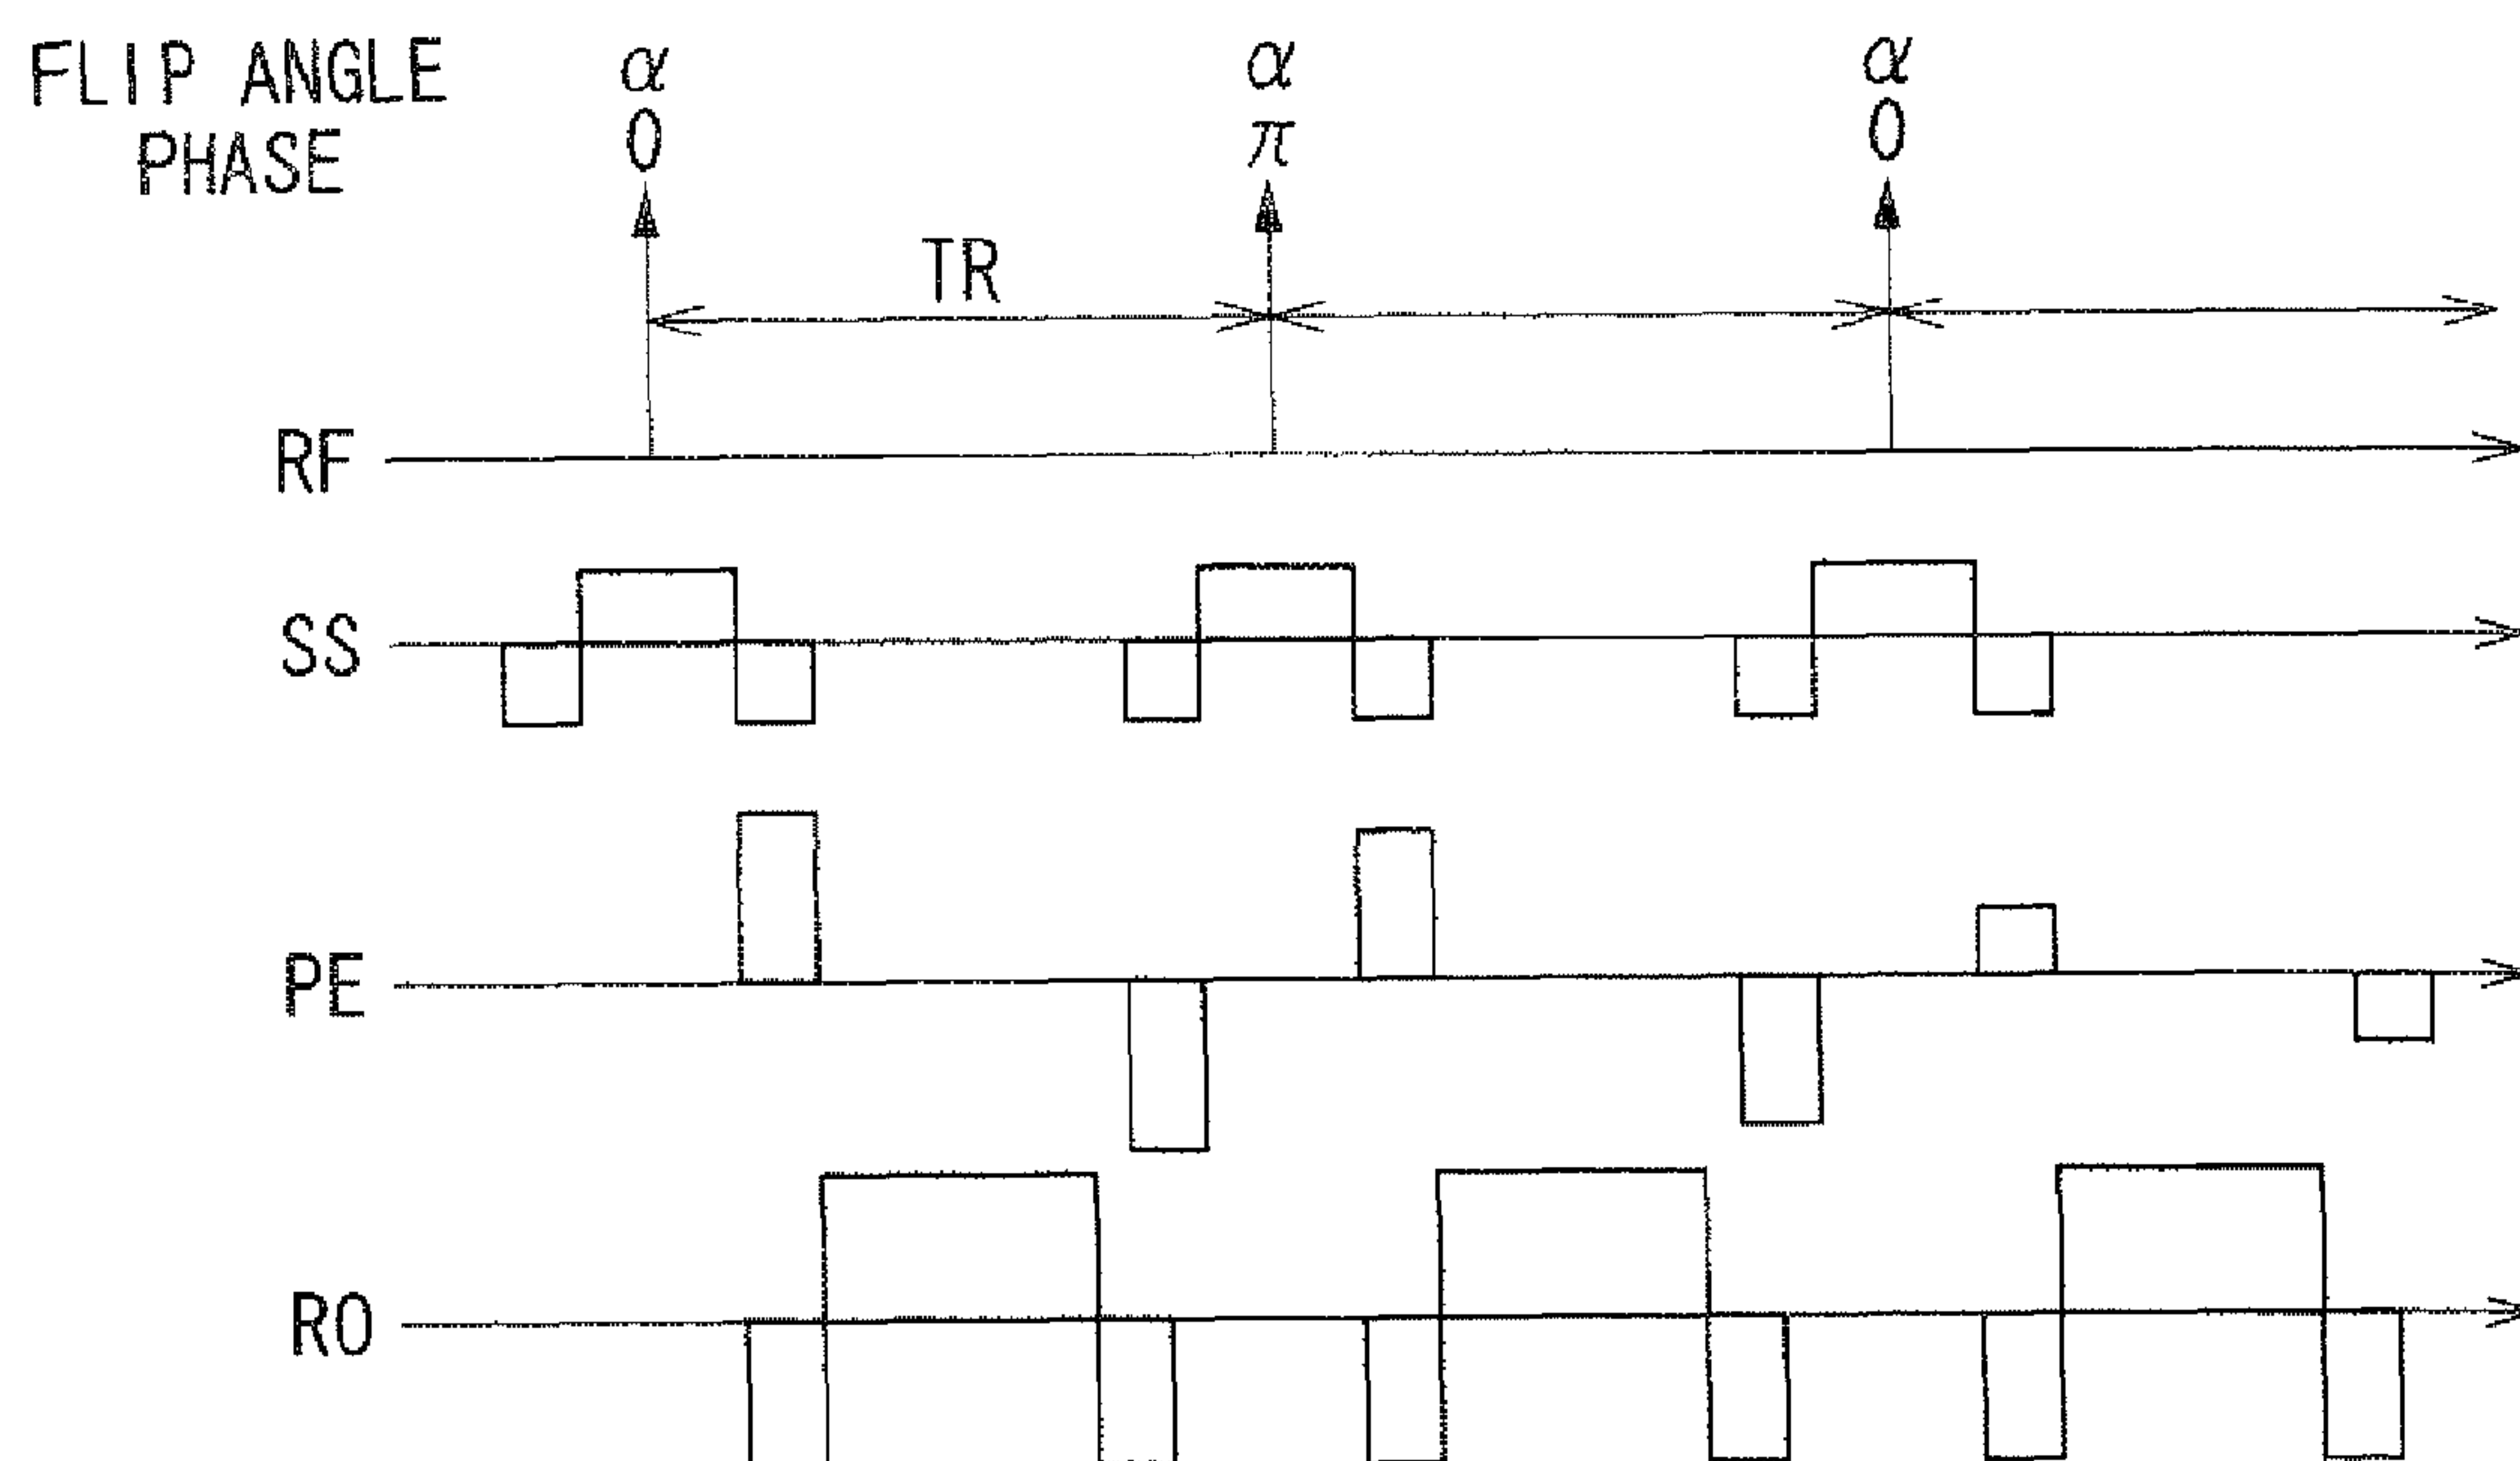 FLIP ANGLE α α α
PHASE 0 π 0
TR
RF
SS
PE
RO